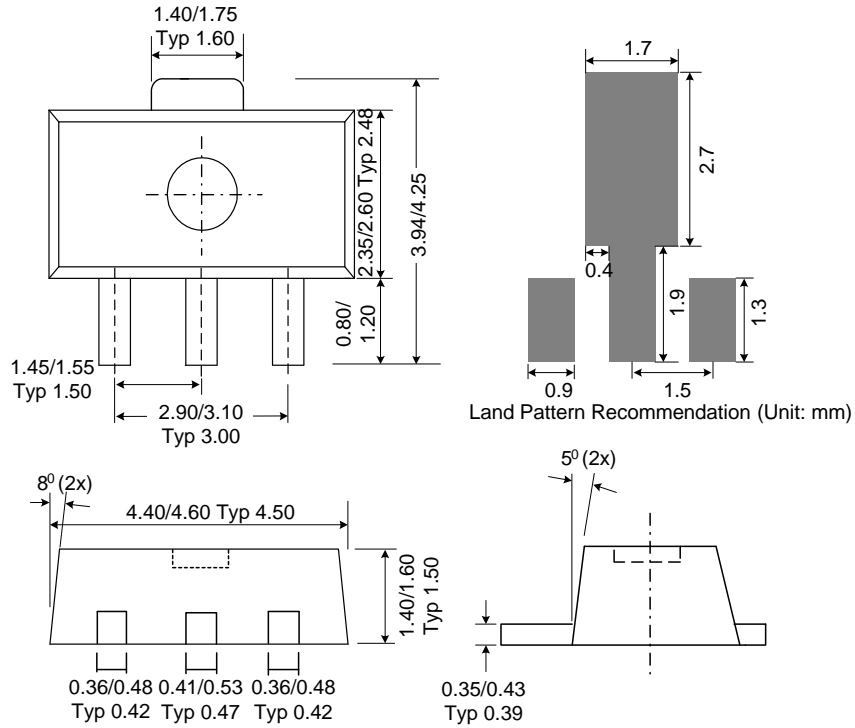 1.40/1.75
Typ 1.60
2.35/2.60 Typ 2.48
3.94/4.25
0.80/
1.20
1.45/1.55
Typ 1.50
2.90/3.10
Typ 3.00
1.7
2.7
0.4
1.9
1.3
0.9
1.5
Land Pattern Recommendation (Unit: mm)
8⁰ (2x)
4.40/4.60 Typ 4.50
1.40/1.60
Typ 1.50
0.36/0.48
Typ 0.42
0.41/0.53
Typ 0.47
0.36/0.48
Typ 0.42
5⁰ (2x)
0.35/0.43
Typ 0.39